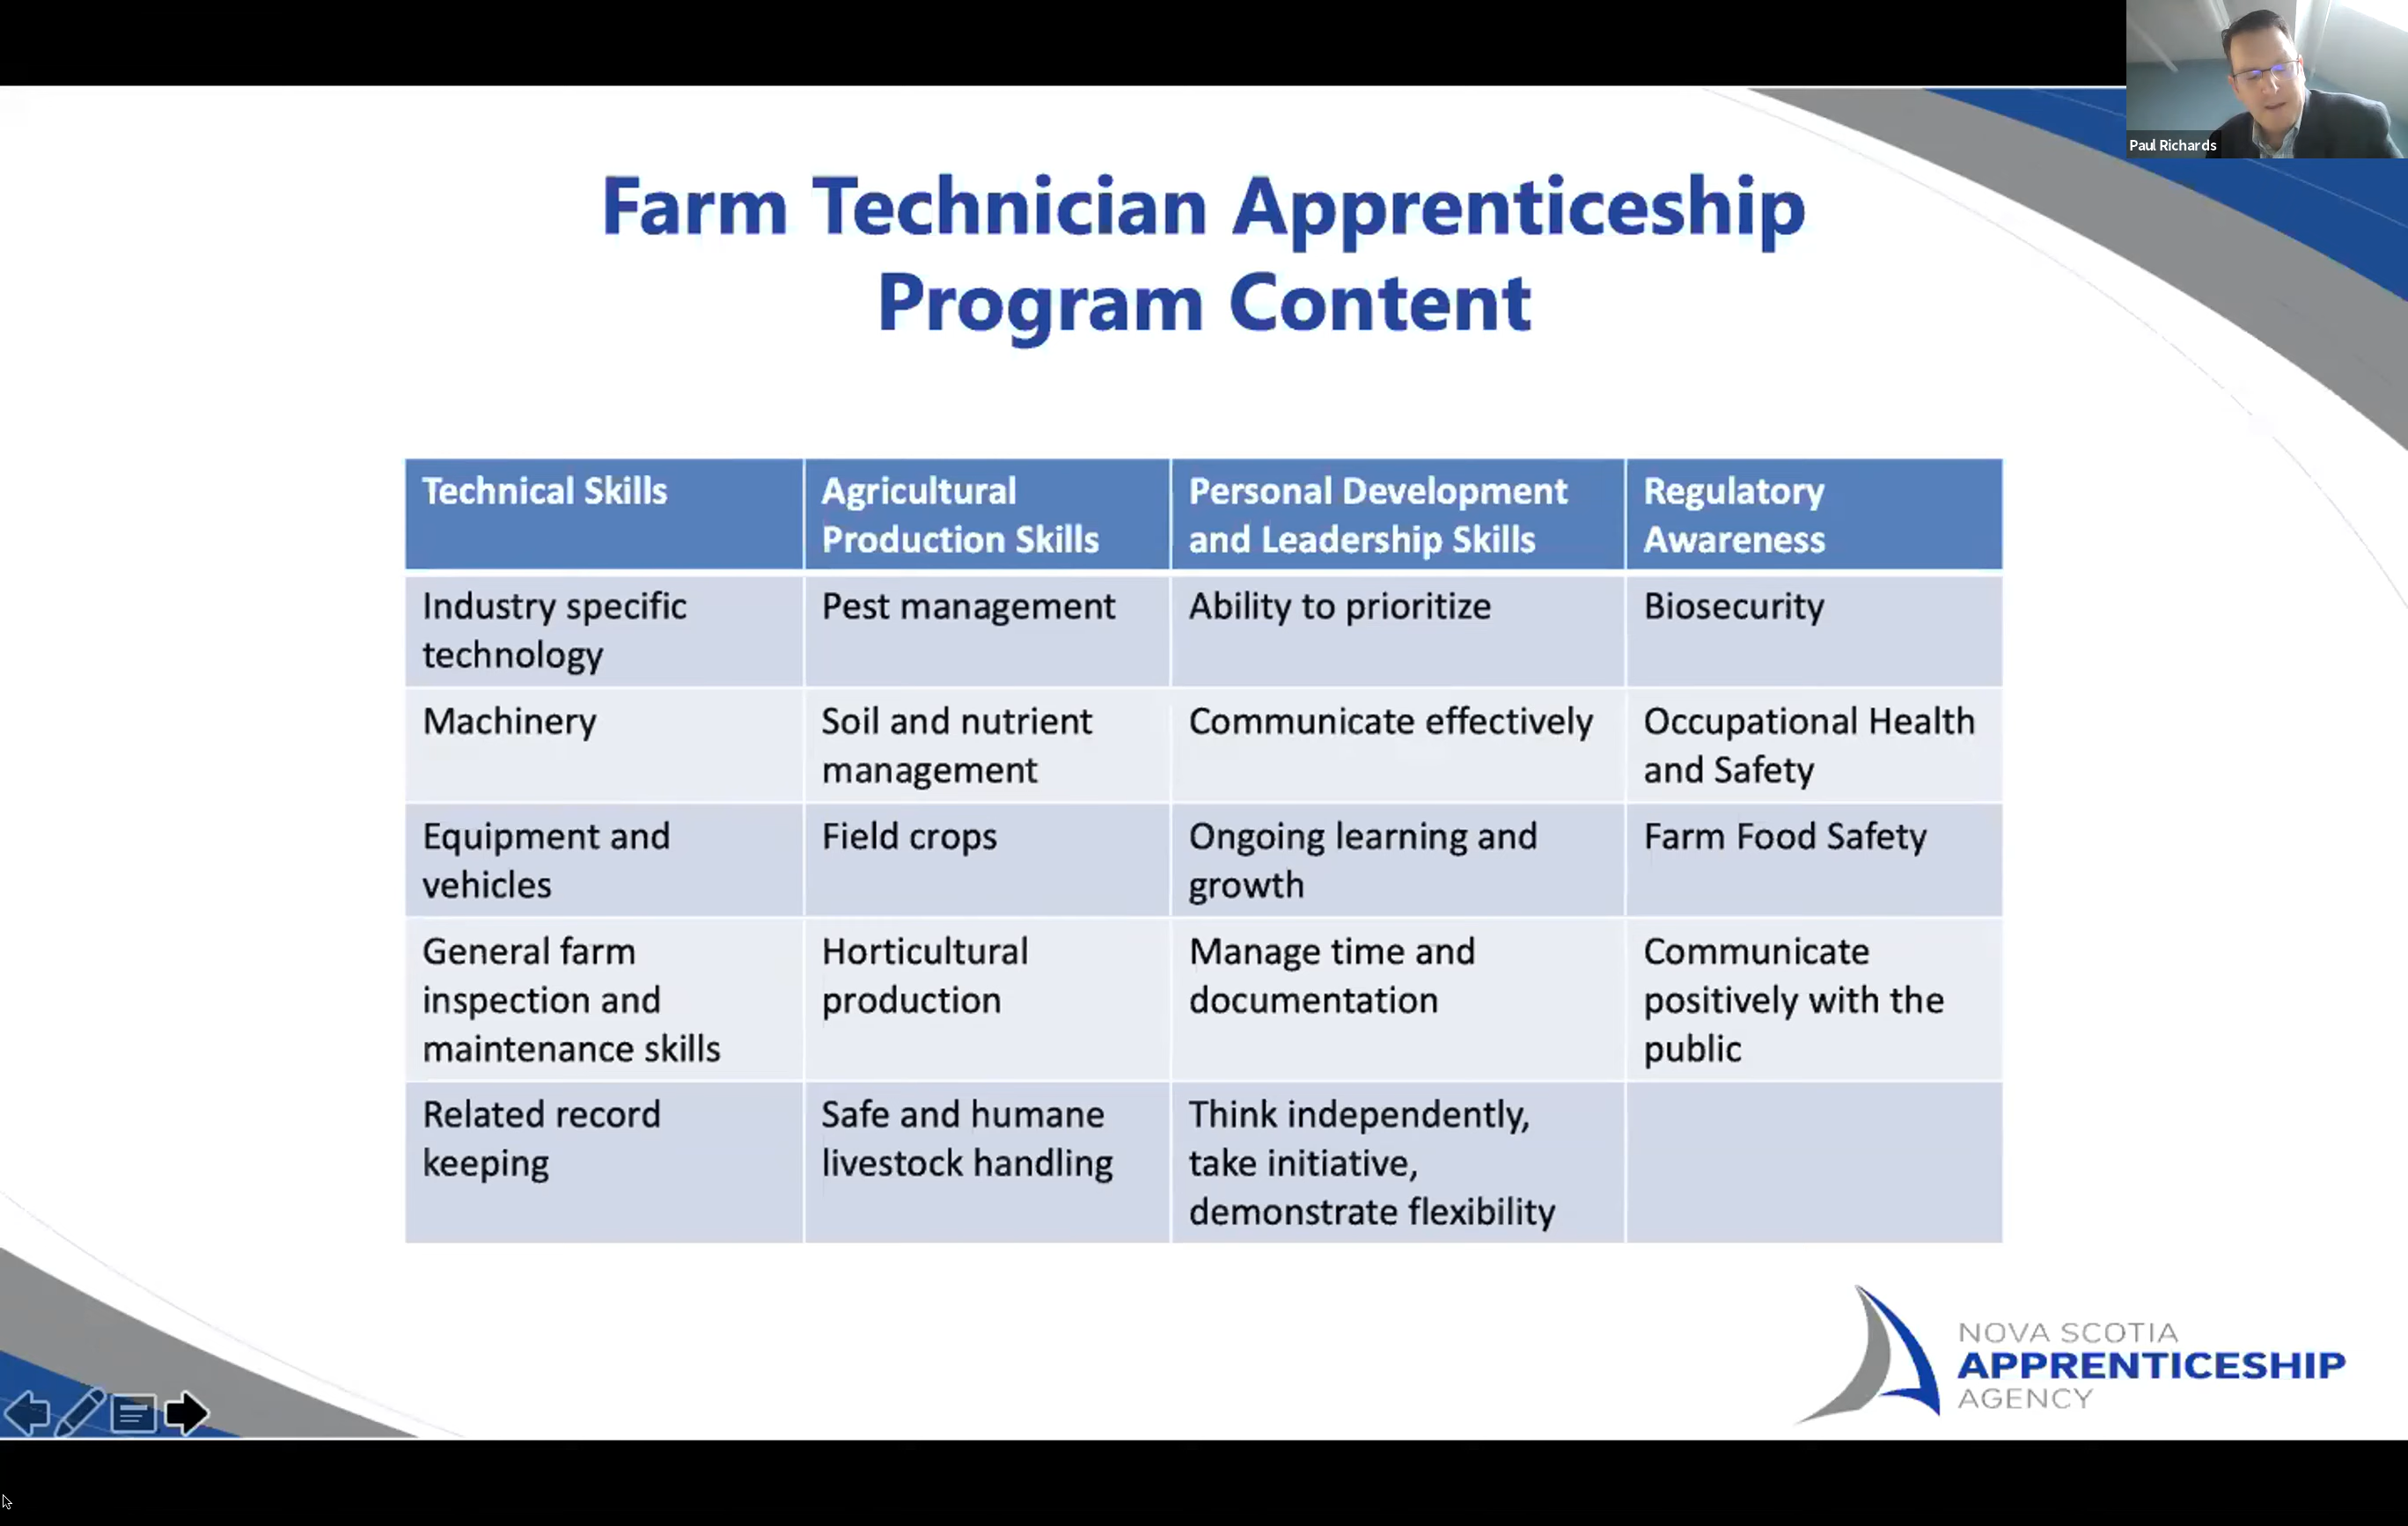 Paul Richards
Farm Technician Apprenticeship
Program Content
Technical Skills
Agricultural
Production Skills
Personal Development
and Leadership Skills
Regulatory
Awareness
Industry specific
technology
Pest management
Ability to prioritize
Biosecurity
Machinery
Soil and nutrient
management
Communicate effectively
Occupational Health
and Safety
Equipment and
vehicles
Field crops
Ongoing learning and
growth
Farm Food Safety
General farm
inspection and
maintenance skills
Horticultural
production
Manage time and
documentation
Communicate
positively with the
public
Related record
keeping
Safe and humane
livestock handling
Think independently,
take initiative,
demonstrate flexibility
NOVA SCOTIA
APPRENTICESHIP
AGENCY